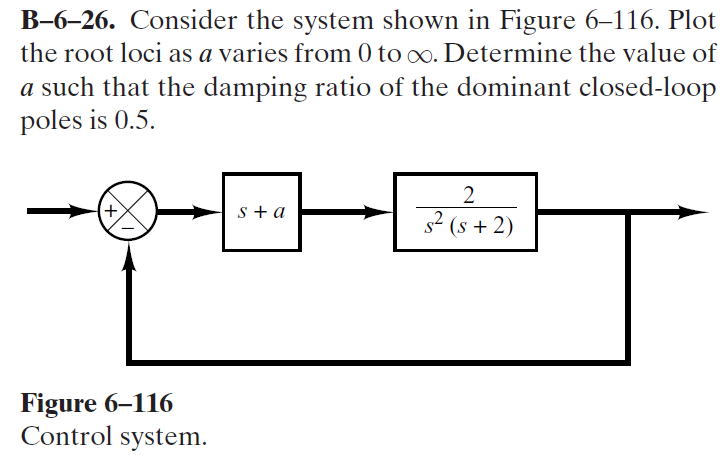 B–6–26. Consider the system shown in Figure 6–116. Plot
the root loci as a varies from 0 to ∞. Determine the value of
a such that the damping ratio of the dominant closed-loop
poles is 0.5.
+
–
s + a
2
s² (s + 2)
Figure 6–116
Control system.